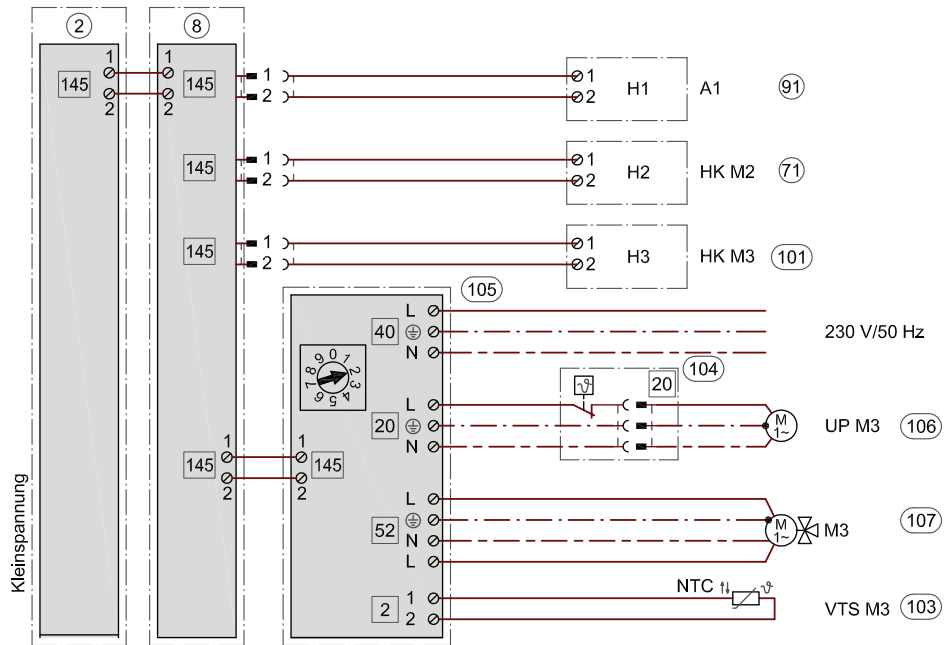 2 8
1 1 1 H1 A1 91
145 145 1
2 2 2 2
1 1
145 H2 HK M2 71
2 2
1 1
145 H3 HK M3 101
2 2
105
L
40 230 V/50 Hz
N
0 1 2 3 4 5 6 7 8 9
104
ϑ 20
L
20 UP M3 106
N
1 1
145 145
2 2
L
52 M3 107
N
L
M
1~
M
1~
NTC ϑ
1
2 VTS M3 103
2
Kleinspannung